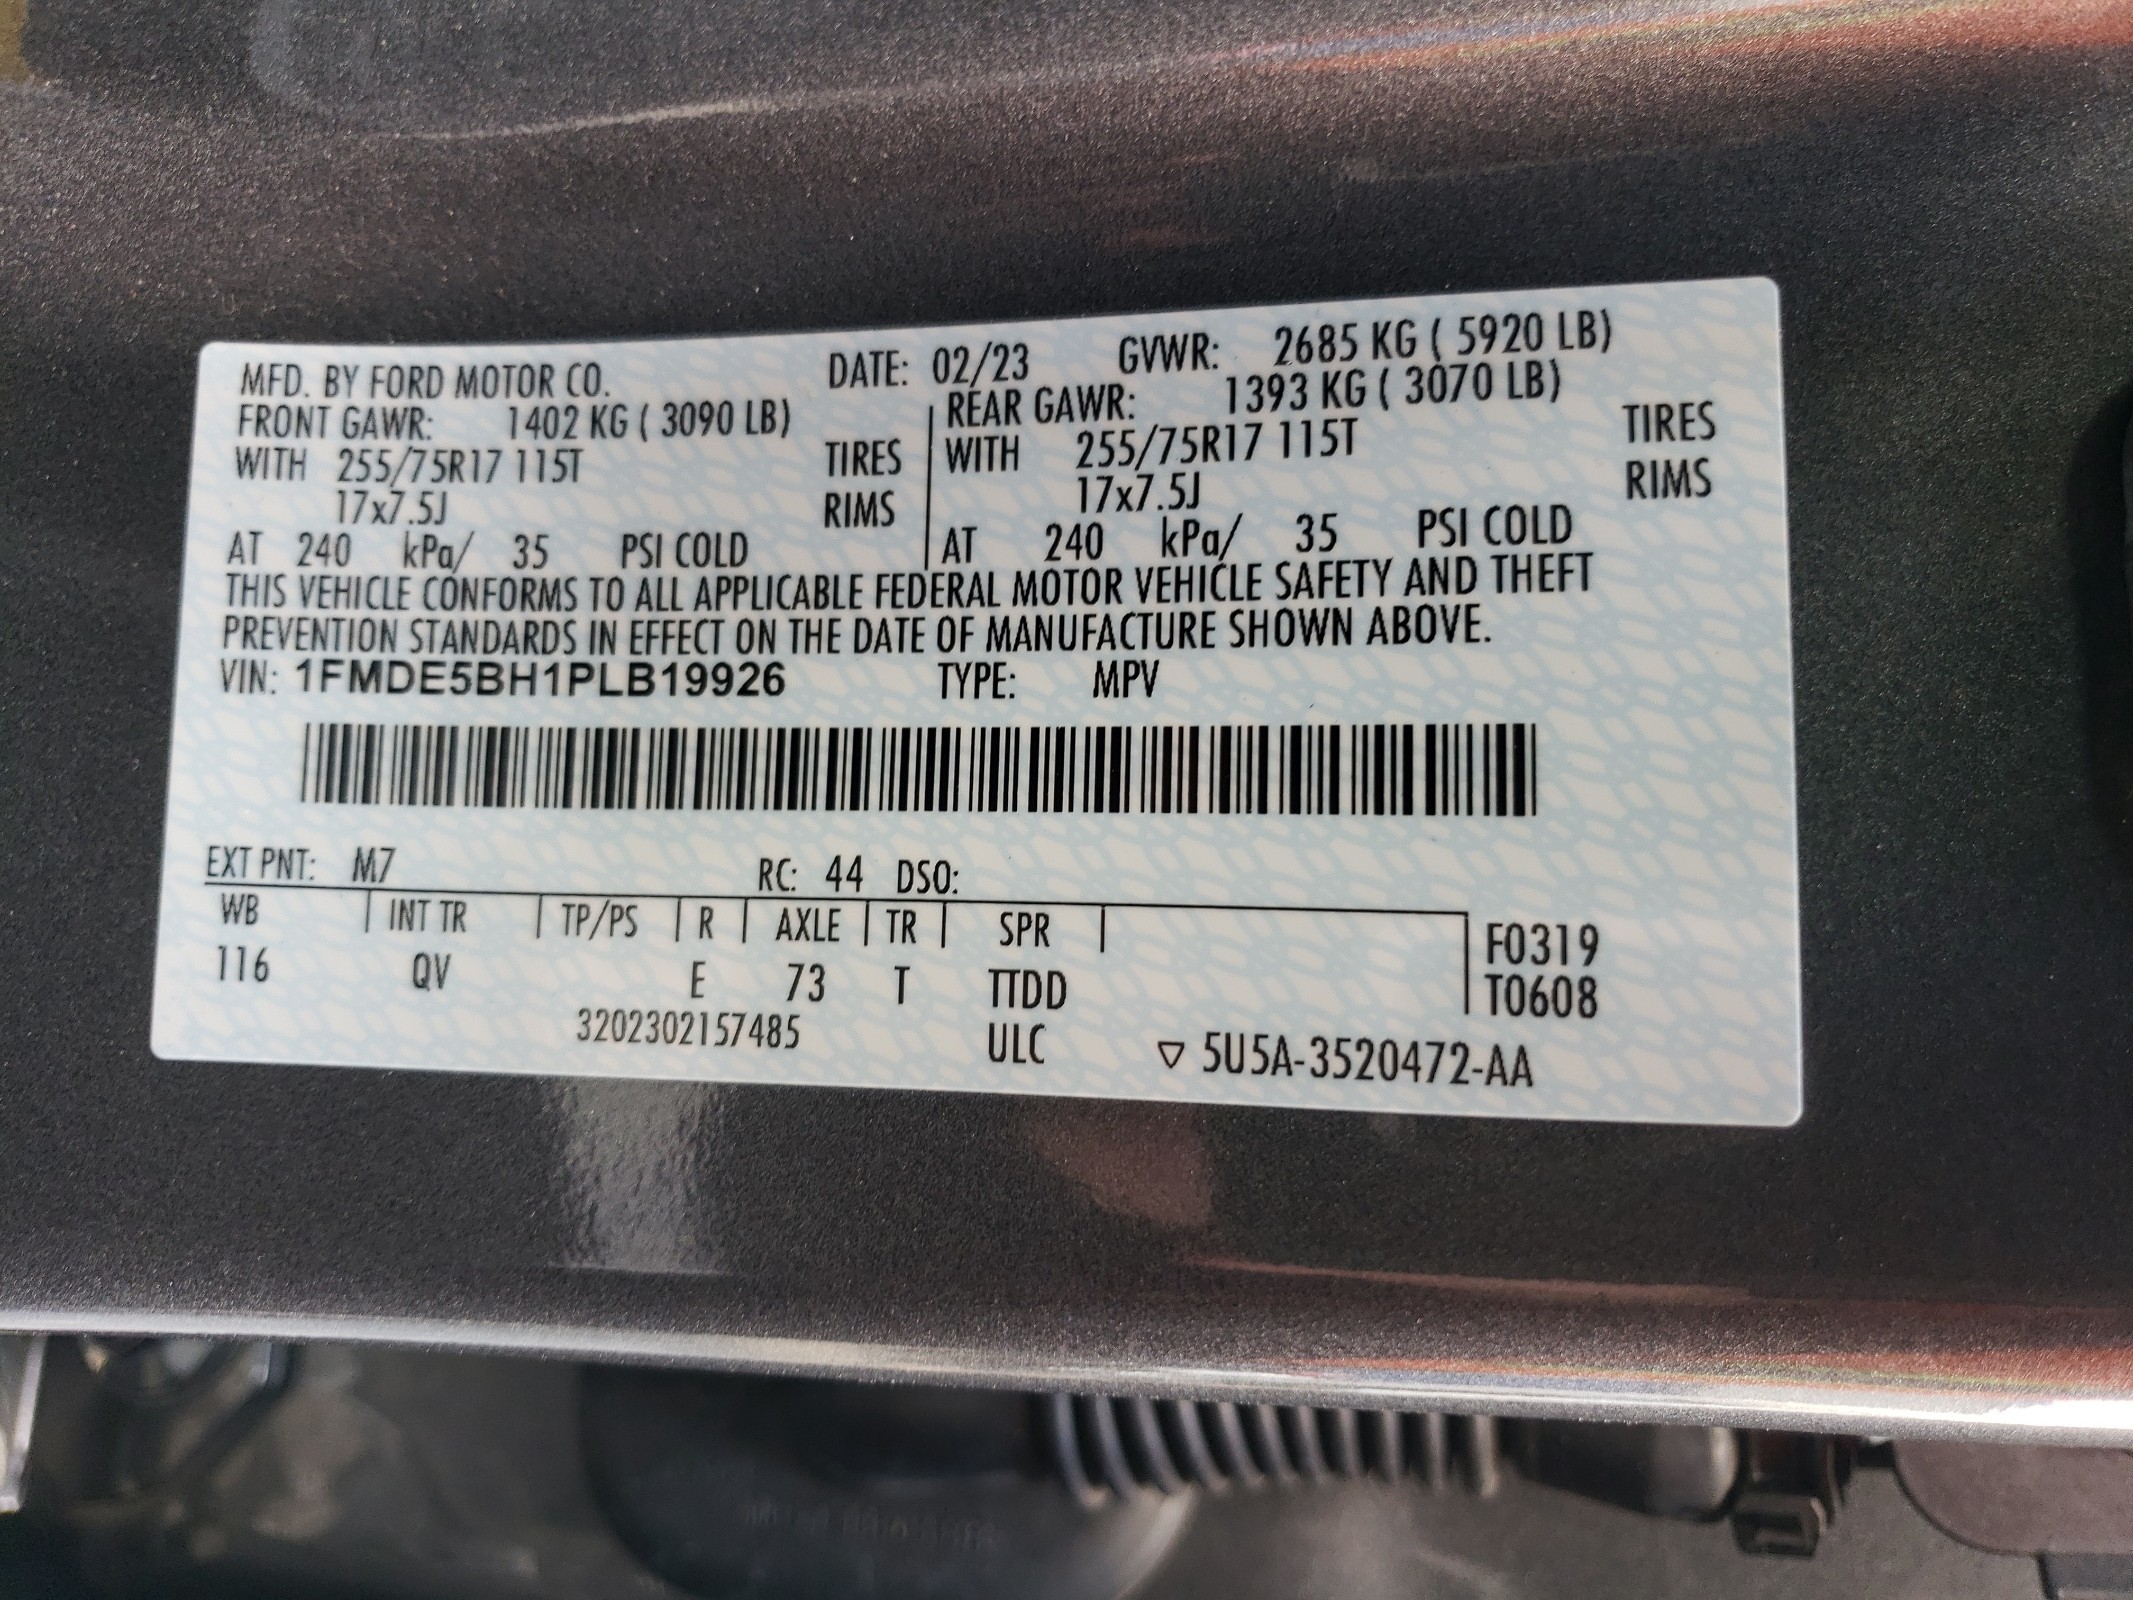 MFD. BY FORD MOTOR CO. DATE: 02/23 GVWR: 2685 KG ( 5920 LB)
FRONT GAWR: 1402 KG ( 3090 LB) REAR GAWR: 1393 KG ( 3070 LB)
WITH 255/75R17 115T TIRES WITH 255/75R17 115T TIRES
17x7.5J RIMS 17x7.5J RIMS
AT 240 kPa/ 35 PSI COLD AT 240 kPa/ 35 PSI COLD
THIS VEHICLE CONFORMS TO ALL APPLICABLE FEDERAL MOTOR VEHICLE SAFETY AND THEFT
PREVENTION STANDARDS IN EFFECT ON THE DATE OF MANUFACTURE SHOWN ABOVE.
VIN: 1FMDE5BH1PLB19926 TYPE: MPV
EXT PNT: M7 RC: 44 DSO:
WB INT TR TP/PS R AXLE TR SPR F0319
116 QV E 73 T TTDD T0608
3202302157485 ULC ▽ 5U5A-3520472-AA